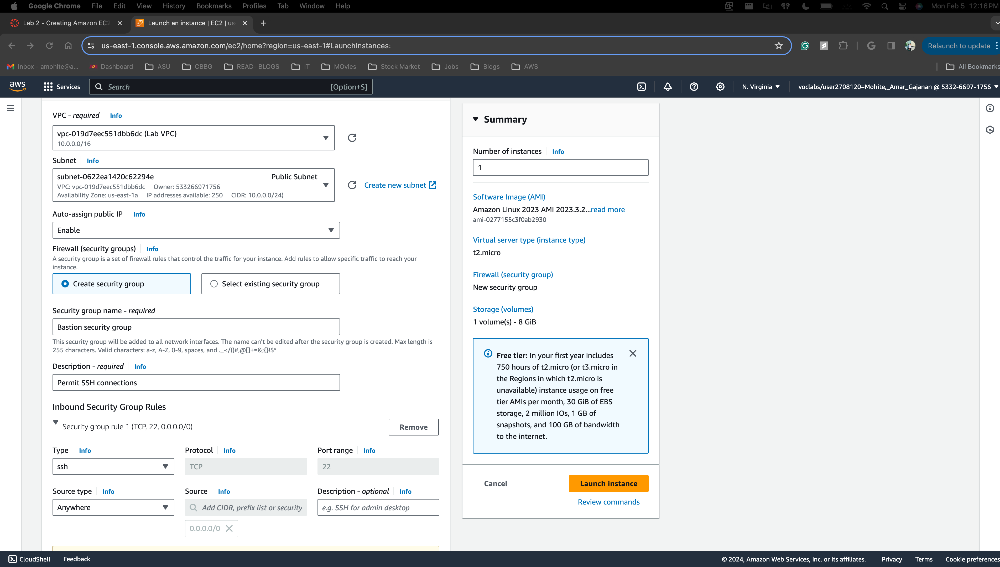 Google Chrome File Edit View History Bookmarks Profiles Tab Window Help Mon Feb 5 12:16 PM
Lab 2 - Creating Amazon EC2
Launch an instance | EC2 | us
us-east-1.console.aws.amazon.com/ec2/home?region=us-east-1#LaunchInstances:
Relaunch to update
Inbox - amohite@a... Dashboard ASU CBBG READ- BLOGS IT MOvies Stock Market Jobs Blogs AWS All Bookmarks
aws Services Search [Option+S] N. Virginia voclabs/user2708120=Mohite,_Amar_Gajanan @ 5332-6697-1756
VPC - required Info
vpc-019d7eec551dbb6dc (Lab VPC)
10.0.0.0/16
Subnet Info
subnet-0622ea1420c62294e Public Subnet
VPC: vpc-019d7eec551dbb6dc Owner: 533266971756
Availability Zone: us-east-1a IP addresses available: 250 CIDR: 10.0.0.0/24)
Create new subnet
Auto-assign public IP Info
Enable
Firewall (security groups) Info
A security group is a set of firewall rules that control the traffic for your instance. Add rules to allow specific traffic to reach your
instance.
Create security group
Select existing security group
Security group name - required
Bastion security group
This security group will be added to all network interfaces. The name can't be edited after the security group is created. Max length is
255 characters. Valid characters: a-z, A-Z, 0-9, spaces, and ._-:/()#,@[]+=&;{}!$*
Description - required Info
Permit SSH connections
Inbound Security Group Rules
Security group rule 1 (TCP, 22, 0.0.0.0/0)
Remove
Type Info Protocol Info Port range Info
ssh TCP 22
Source type Info Source Info Description - optional Info
Anywhere Add CIDR, prefix list or security e.g. SSH for admin desktop
0.0.0.0/0
Summary
Number of instances Info
1
Software Image (AMI)
Amazon Linux 2023 AMI 2023.3.2...read more
ami-0277155c3f0ab2930
Virtual server type (instance type)
t2.micro
Firewall (security group)
New security group
Storage (volumes)
1 volume(s) - 8 GiB
Free tier: In your first year includes
750 hours of t2.micro (or t3.micro in
the Regions in which t2.micro is
unavailable) instance usage on free
tier AMIs per month, 30 GiB of EBS
storage, 2 million IOs, 1 GB of
snapshots, and 100 GB of bandwidth
to the internet.
Cancel
Launch instance
Review commands
CloudShell Feedback © 2024, Amazon Web Services, Inc. or its affiliates. Privacy Terms Cookie preferences